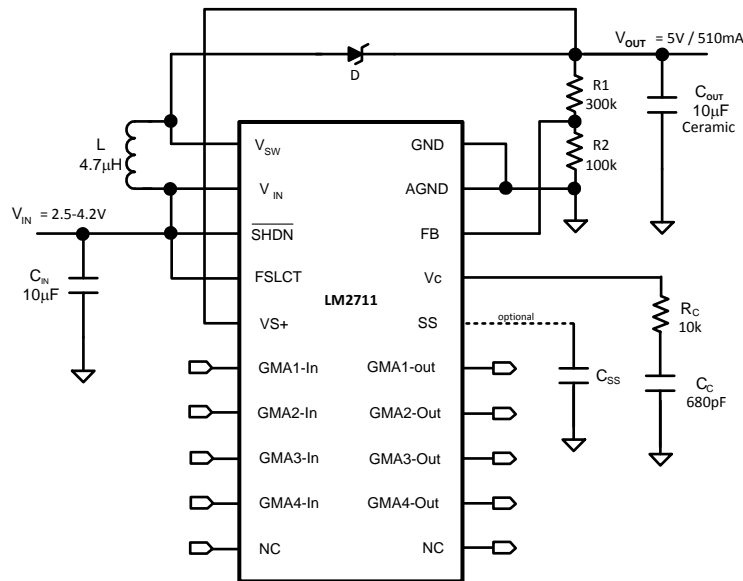 V_OUT = 5V / 510mA
D
R1
300k
C_OUT
10µF
Ceramic
L
4.7µH
V_SW
GND
R2
100k
V_IN
AGND
V_IN = 2.5-4.2V
SHDN
FB
C_IN
10µF
FSLCT
Vc
LM2711
VS+
SS
optional
R_C
10k
GMA1-In
GMA1-out
C_SS
C_C
680pF
GMA2-In
GMA2-Out
GMA3-In
GMA3-Out
GMA4-In
GMA4-Out
NC
NC